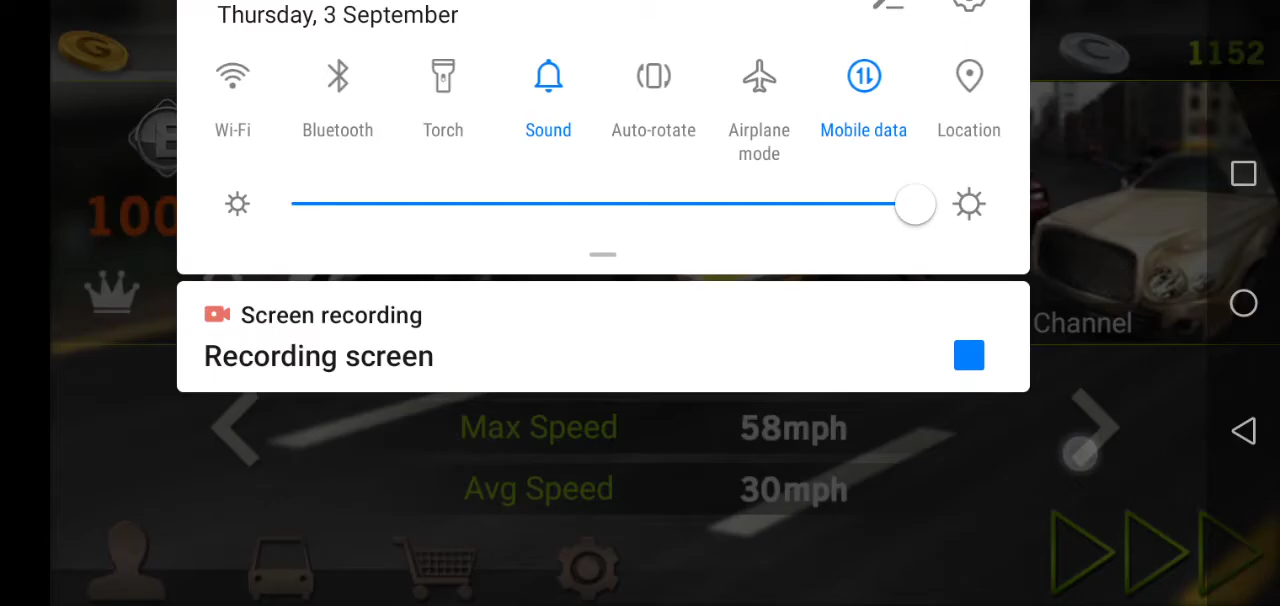 Thursday, 3 September
1152
Wi-Fi
Bluetooth
Torch
Sound
Auto-rotate
Airplane mode
Mobile data
Location
100
Channel
Screen recording
Recording screen
Max Speed 58mph
Avg Speed 30mph